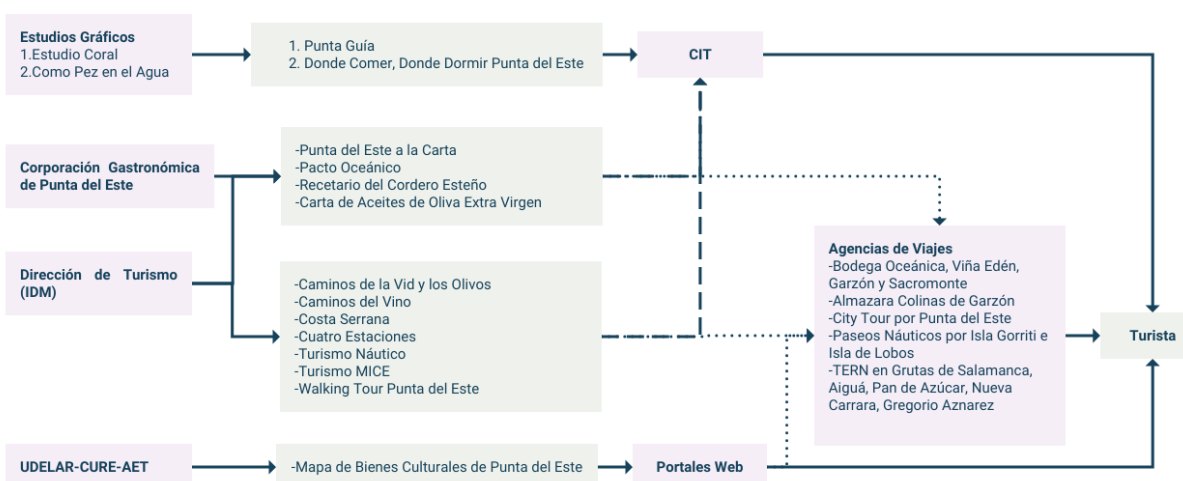 Estudios Gráficos
1.Estudio Coral
2.Como Pez en el Agua
1. Punta Guía
2. Donde Comer, Donde Dormir Punta del Este
CIT
Corporación Gastronómica
de Punta del Este
-Punta del Este a la Carta
-Pacto Oceánico
-Recetario del Cordero Esteño
-Carta de Aceites de Oliva Extra Virgen
Dirección de Turismo
(IDM)
-Caminos de la Vid y los Olivos
-Caminos del Vino
-Costa Serrana
-Cuatro Estaciones
-Turismo Náutico
-Turismo MICE
-Walking Tour Punta del Este
Agencias de Viajes
-Bodega Oceánica, Viña Edén,
Garzón y Sacromonte
-Almazara Colinas de Garzón
-City Tour por Punta del Este
-Paseos Náuticos por Isla Gorriti e
Isla de Lobos
-TERN en Grutas de Salamanca,
Aiguá, Pan de Azúcar, Nueva
Carrara, Gregorio Aznarez
Turista
UDELAR-CURE-AET
-Mapa de Bienes Culturales de Punta del Este
Portales Web